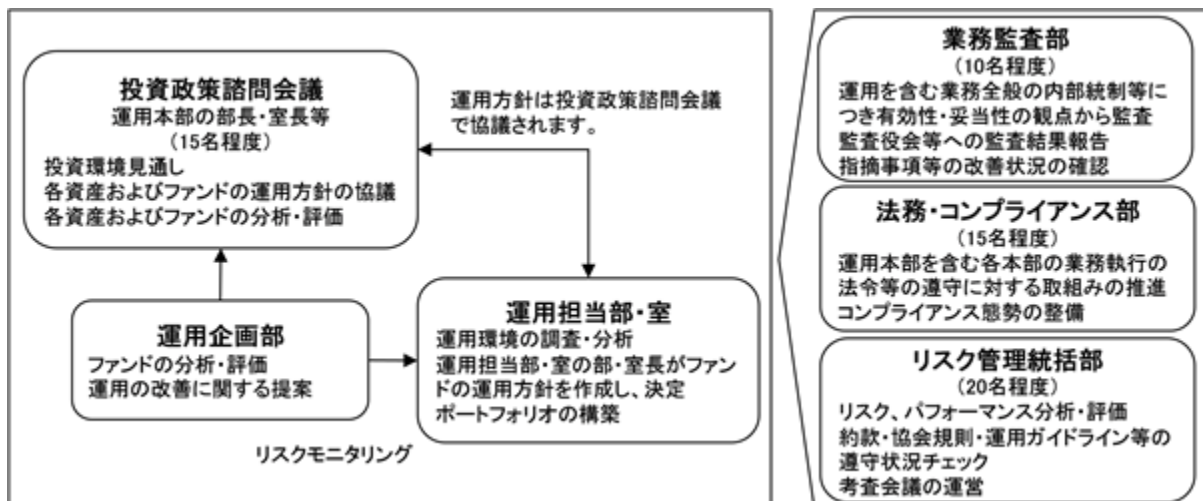 投資政策諮問会議
運用本部の部長・室長等
(15名程度)
投資環境見通し
各資産およびファンドの運用方針の協議
各資産およびファンドの分析・評価
運用方針は投資政策諮問会議
で協議されます。
運用企画部
ファンドの分析・評価
運用の改善に関する提案
運用担当部・室
運用環境の調査・分析
運用担当部・室の部・室長がファン
ドの運用方針を作成し、決定
ポートフォリオの構築
リスクモニタリング
業務監査部
(10名程度)
運用を含む業務全般の内部統制等に
つき有効性・妥当性の観点から監査
監査役会等への監査結果報告
指摘事項等の改善状況の確認
法務・コンプライアンス部
(15名程度)
運用本部を含む各本部の業務執行の
法令等の遵守に対する取組みの推進
コンプライアンス態勢の整備
リスク管理統括部
(20名程度)
リスク、パフォーマンス分析・評価
約款・協会規則・運用ガイドライン等の
遵守状況チェック
考査会議の運営